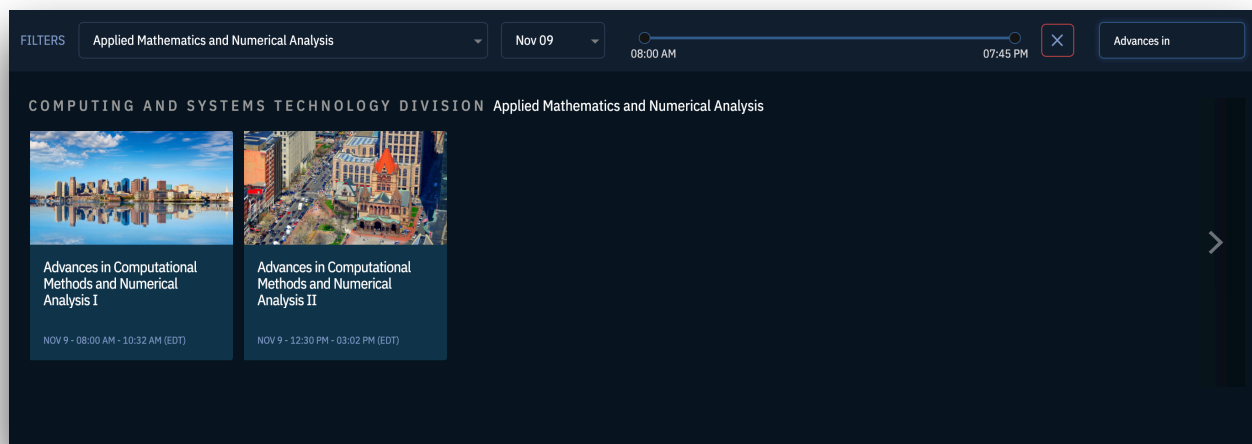 FILTERS Applied Mathematics and Numerical Analysis Nov 09 08:00 AM 07:45 PM Advances in
COMPUTING AND SYSTEMS TECHNOLOGY DIVISION Applied Mathematics and Numerical Analysis
Advances in Computational
Methods and Numerical
Analysis I
NOV 9 - 08:00 AM - 10:32 AM (EDT)
Advances in Computational
Methods and Numerical
Analysis II
NOV 9 - 12:30 PM - 03:02 PM (EDT)